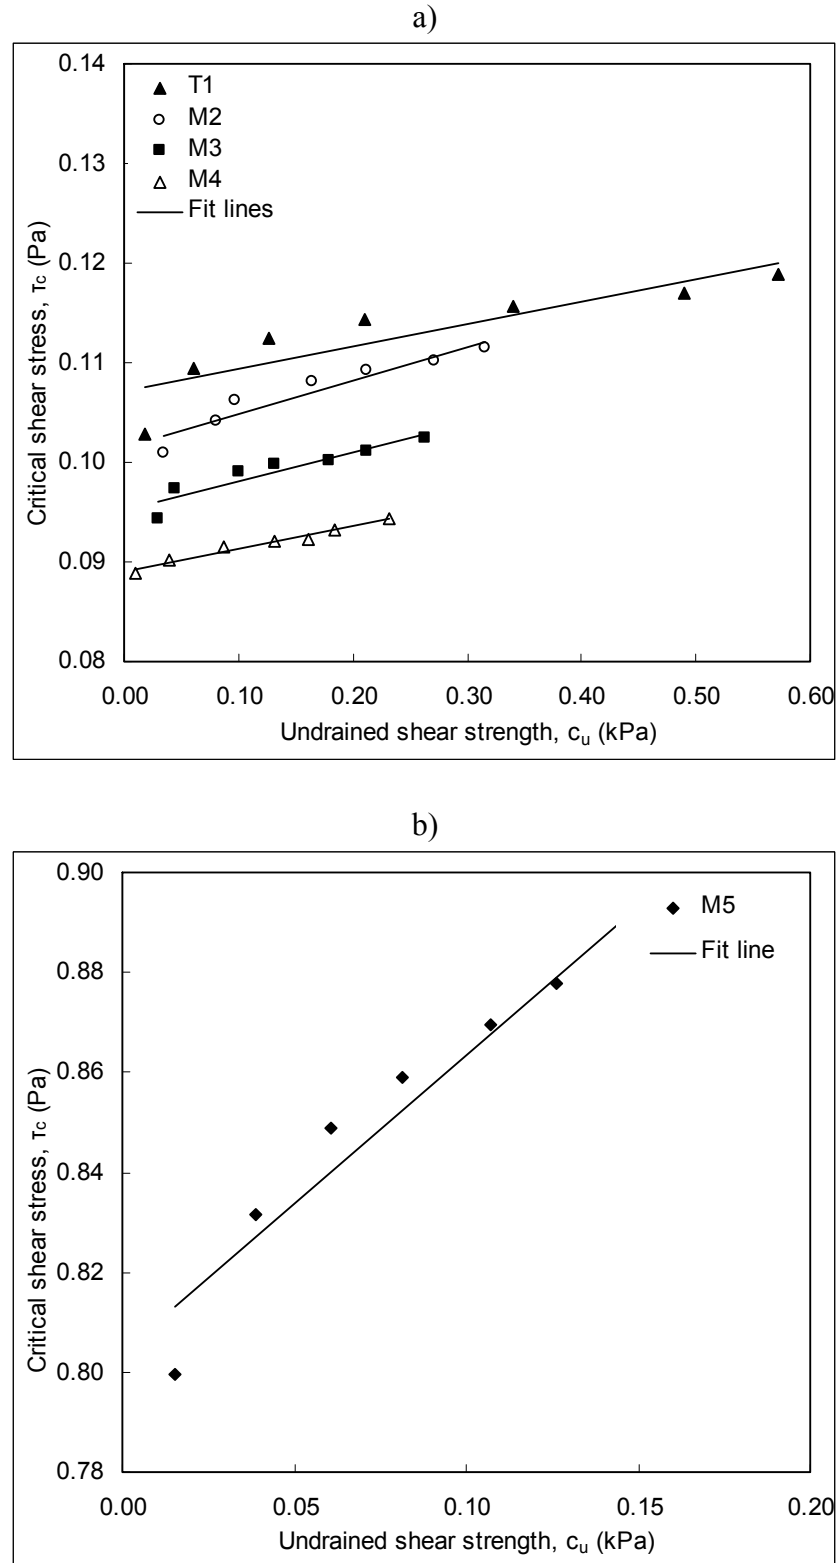 a)
0.14
0.13
0.12
0.11
0.10
0.09
0.08
T1
M2
M3
M4
Fit lines
Critical shear stress, τc (Pa)
0.00 0.10 0.20 0.30 0.40 0.50 0.60
Undrained shear strength, cu (kPa)
b)
0.90
0.88
0.86
0.84
0.82
0.80
0.78
M5
Fit line
Critical shear stress, τc (Pa)
0.00 0.05 0.10 0.15 0.20
Undrained shear strength, cu (kPa)